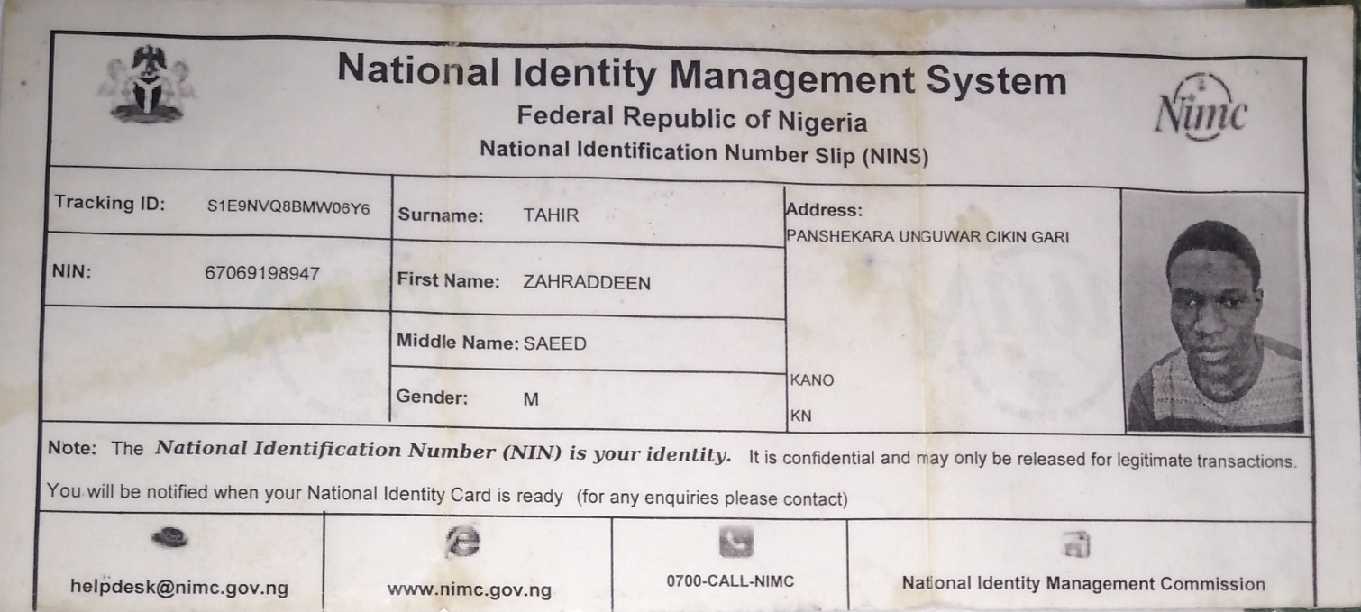 National Identity Management System
Federal Republic of Nigeria
National Identification Number Slip (NINS)
Nimc
Tracking ID: S1E9NVQ8BMW06Y6
NIN: 67069198947
Surname: TAHIR
First Name: ZAHRADDEEN
Middle Name: SAEED
Gender: M
Address:
PANSHEKARA UNGUWAR CIKIN GARI
KANO
KN
Note: The National Identification Number (NIN) is your identity. It is confidential and may only be released for legitimate transactions.
You will be notified when your National Identity Card is ready (for any enquiries please contact)
helpdesk@nimc.gov.ng
www.nimc.gov.ng
0700-CALL-NIMC
National Identity Management Commission